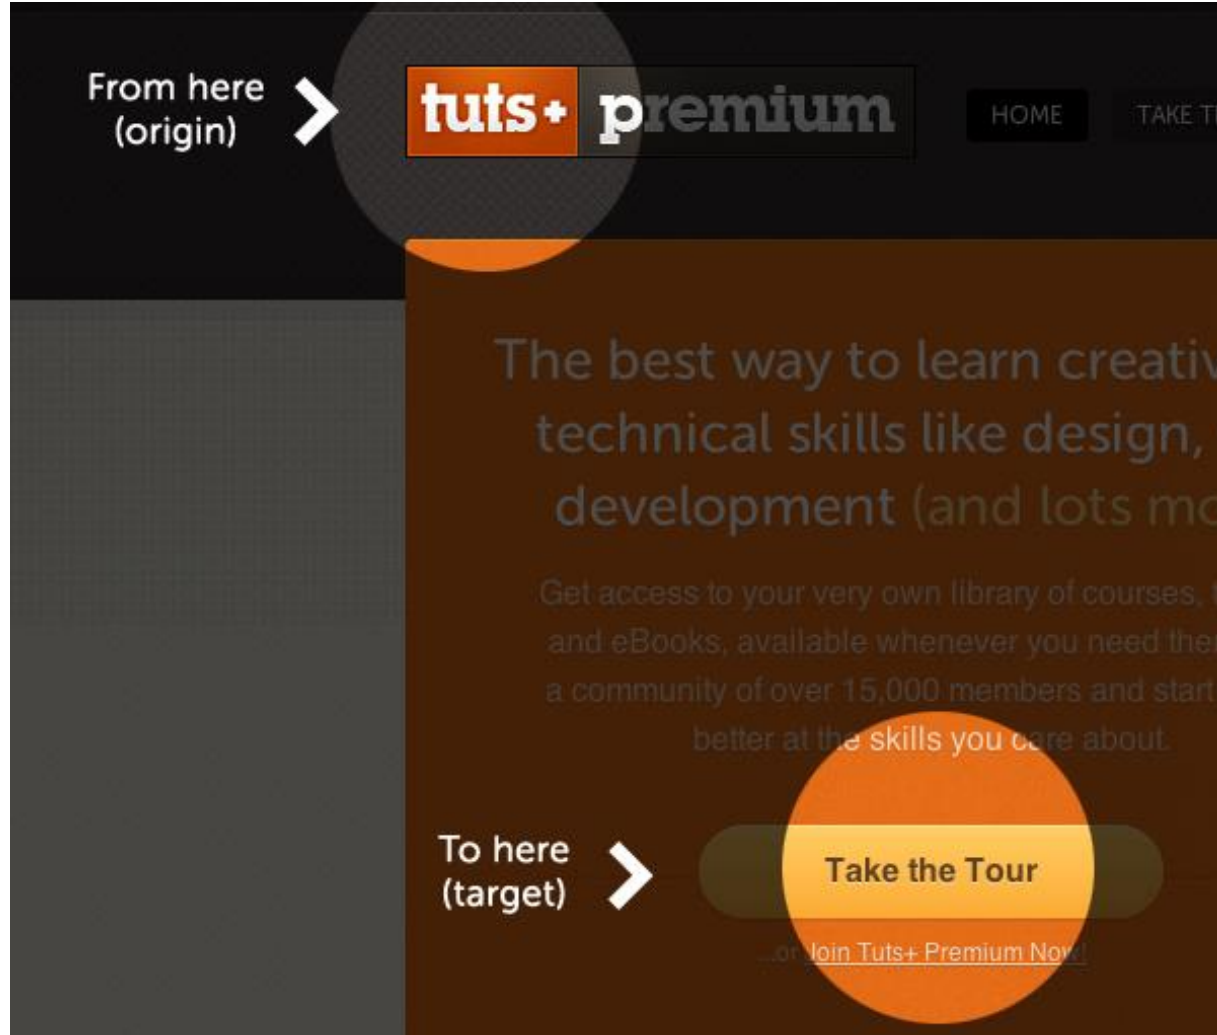 From here
(origin)
tuts+ premium
HOME
TAKE
The best way to learn
technical skills like design,
development (and lots
Get access to your very own library of courses,
and eBooks, available whenever you need
a community of over 15,000 members and start
better at the skills you care about.
To here
(target)
Take the Tour
...or Join Tuts+ Premium Now!